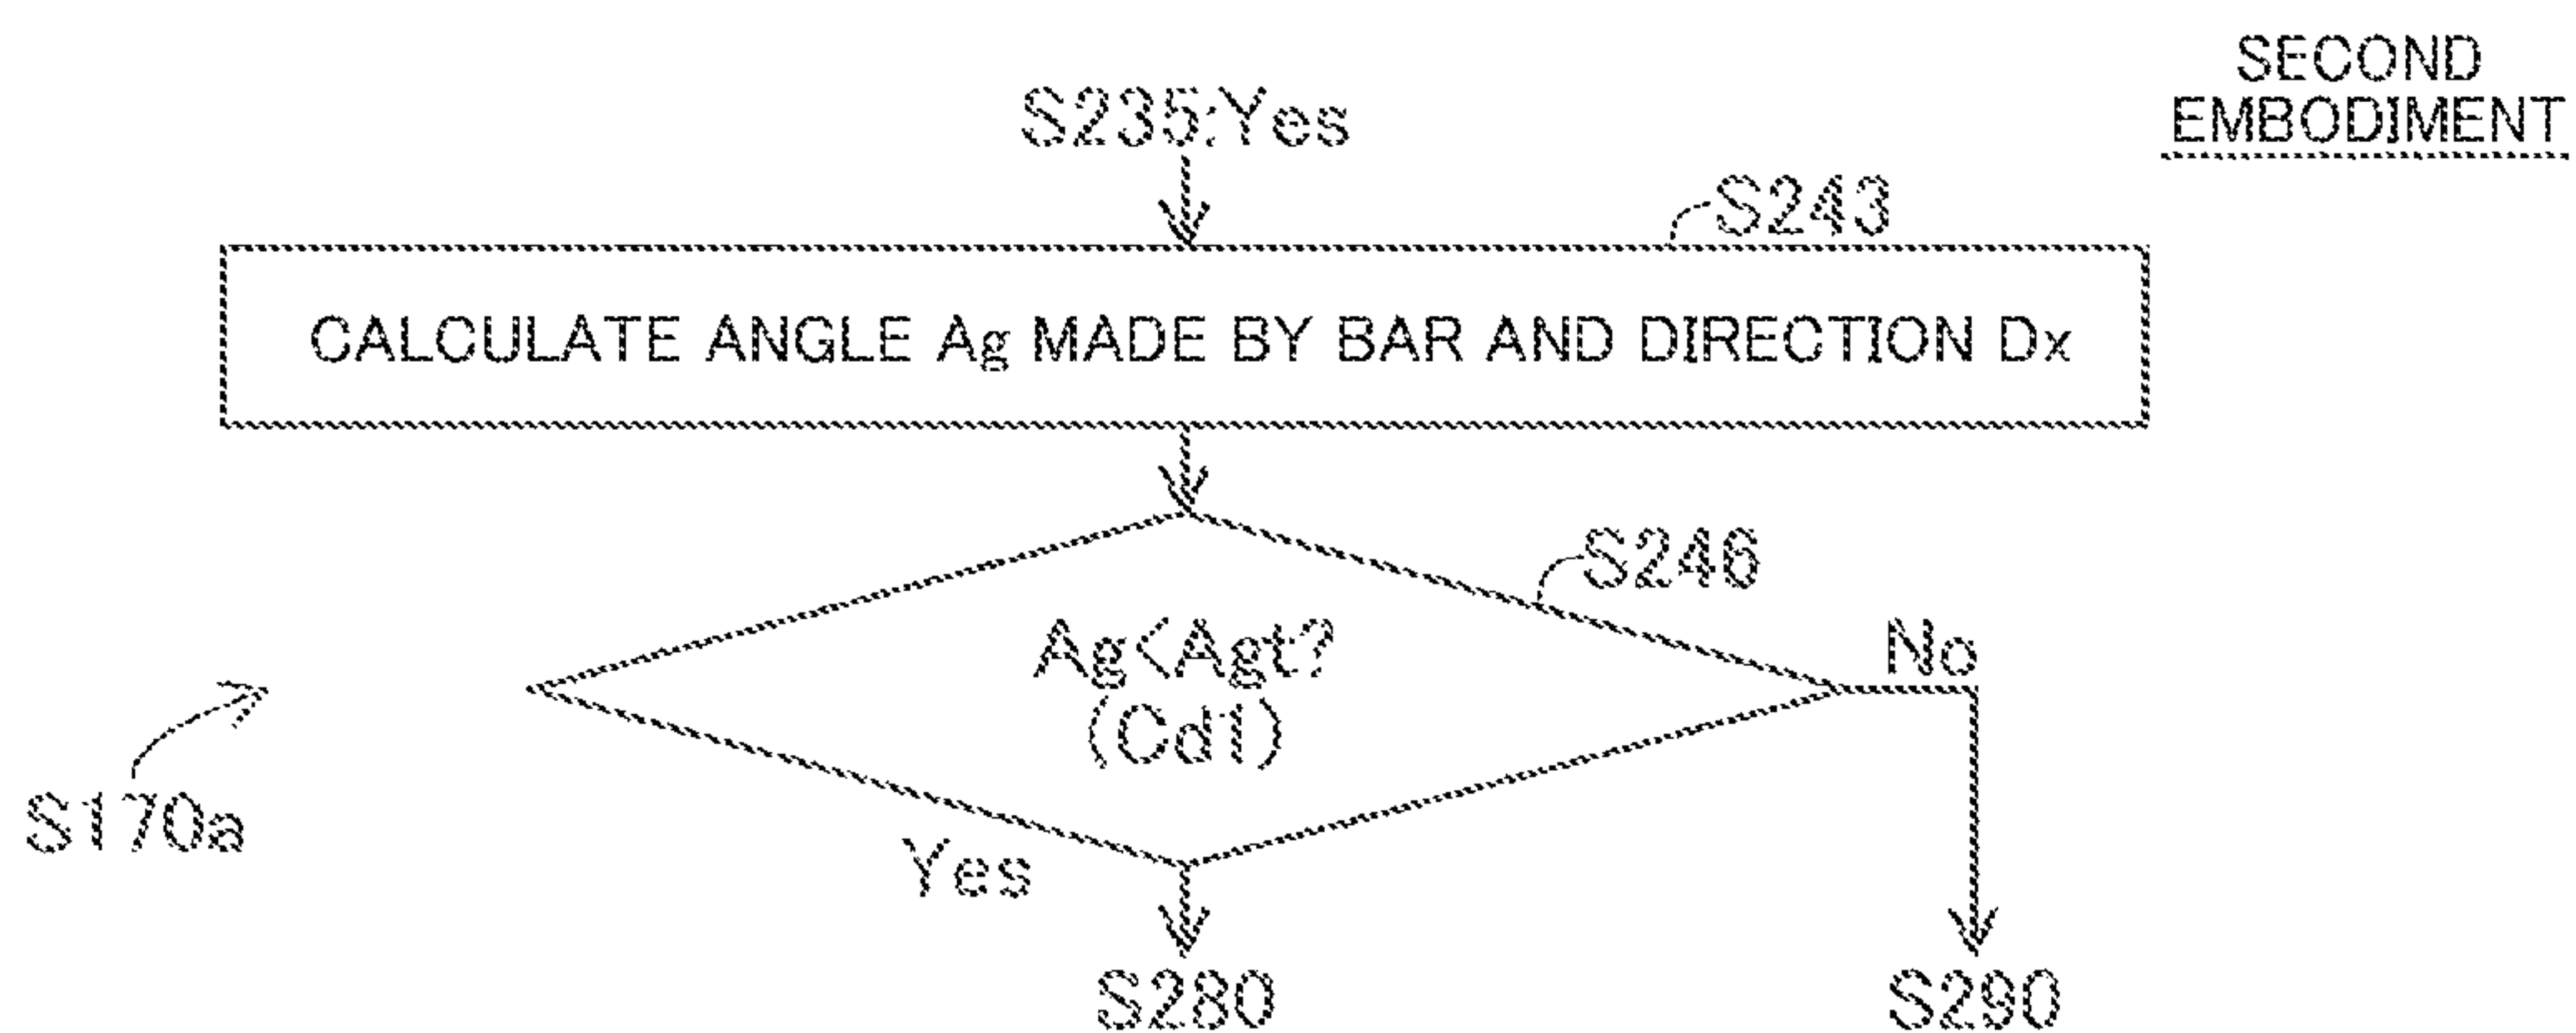 SECOND
EMBODIMENT
S235:Yes
S243
CALCULATE ANGLE Ag MADE BY BAR AND DIRECTION Dx
S246
Ag<Agt?
(Cd1)
No
S170a
Yes
S280
S290